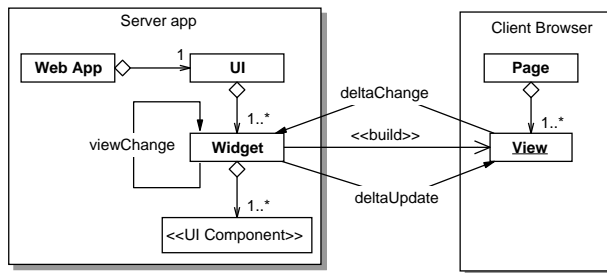 Server app
Client Browser
Web App
1
UI
Page
deltaChange
1..*
1..*
viewChange
Widget
<<build>>
View
deltaUpdate
1..*
<<UI Component>>